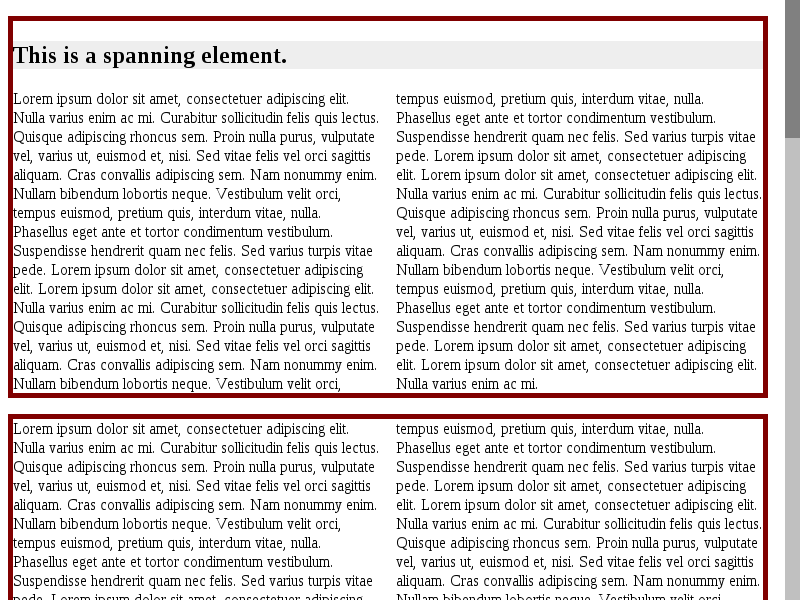 This is a spanning element.
Lorem ipsum dolor sit amet, consectetuer adipiscing elit.
Nulla varius enim ac mi. Curabitur sollicitudin felis quis lectus.
Quisque adipiscing rhoncus sem. Proin nulla purus, vulputate
vel, varius ut, euismod et, nisi. Sed vitae felis vel orci sagittis
aliquam. Cras convallis adipiscing sem. Nam nonummy enim.
Nullam bibendum lobortis neque. Vestibulum velit orci,
tempus euismod, pretium quis, interdum vitae, nulla.
Phasellus eget ante et tortor condimentum vestibulum.
Suspendisse hendrerit quam nec felis. Sed varius turpis vitae
pede. Lorem ipsum dolor sit amet, consectetuer adipiscing
elit. Lorem ipsum dolor sit amet, consectetuer adipiscing elit.
Nulla varius enim ac mi. Curabitur sollicitudin felis quis lectus.
Quisque adipiscing rhoncus sem. Proin nulla purus, vulputate
vel, varius ut, euismod et, nisi. Sed vitae felis vel orci sagittis
aliquam. Cras convallis adipiscing sem. Nam nonummy enim.
Nullam bibendum lobortis neque. Vestibulum velit orci,
tempus euismod, pretium quis, interdum vitae, nulla.
Phasellus eget ante et tortor condimentum vestibulum.
Suspendisse hendrerit quam nec felis. Sed varius turpis vitae
pede. Lorem ipsum dolor sit amet, consectetuer adipiscing
elit. Lorem ipsum dolor sit amet, consectetuer adipiscing elit.
Nulla varius enim ac mi. Curabitur sollicitudin felis quis lectus.
Quisque adipiscing rhoncus sem. Proin nulla purus, vulputate
vel, varius ut, euismod et, nisi. Sed vitae felis vel orci sagittis
aliquam. Cras convallis adipiscing sem. Nam nonummy enim.
Nullam bibendum lobortis neque. Vestibulum velit orci,
tempus euismod, pretium quis, interdum vitae, nulla.
Phasellus eget ante et tortor condimentum vestibulum.
Suspendisse hendrerit quam nec felis. Sed varius turpis vitae
pede. Lorem ipsum dolor sit amet, consectetuer adipiscing
elit. Lorem ipsum dolor sit amet, consectetuer adipiscing elit.
Nulla varius enim ac mi.
Lorem ipsum dolor sit amet, consectetuer adipiscing elit.
Nulla varius enim ac mi. Curabitur sollicitudin felis quis lectus.
Quisque adipiscing rhoncus sem. Proin nulla purus, vulputate
vel, varius ut, euismod et, nisi. Sed vitae felis vel orci sagittis
aliquam. Cras convallis adipiscing sem. Nam nonummy enim.
Nullam bibendum lobortis neque. Vestibulum velit orci,
tempus euismod, pretium quis, interdum vitae, nulla.
Phasellus eget ante et tortor condimentum vestibulum.
Suspendisse hendrerit quam nec felis. Sed varius turpis vitae
pede. Lorem ipsum dolor sit amet, consectetuer adipiscing
tempus euismod, pretium quis, interdum vitae, nulla.
Phasellus eget ante et tortor condimentum vestibulum.
Suspendisse hendrerit quam nec felis. Sed varius turpis vitae
pede. Lorem ipsum dolor sit amet, consectetuer adipiscing
elit. Lorem ipsum dolor sit amet, consectetuer adipiscing elit.
Nulla varius enim ac mi. Curabitur sollicitudin felis quis lectus.
Quisque adipiscing rhoncus sem. Proin nulla purus, vulputate
vel, varius ut, euismod et, nisi. Sed vitae felis vel orci sagittis
aliquam. Cras convallis adipiscing sem. Nam nonummy enim.
Nullam bibendum lobortis neque. Vestibulum velit orci,